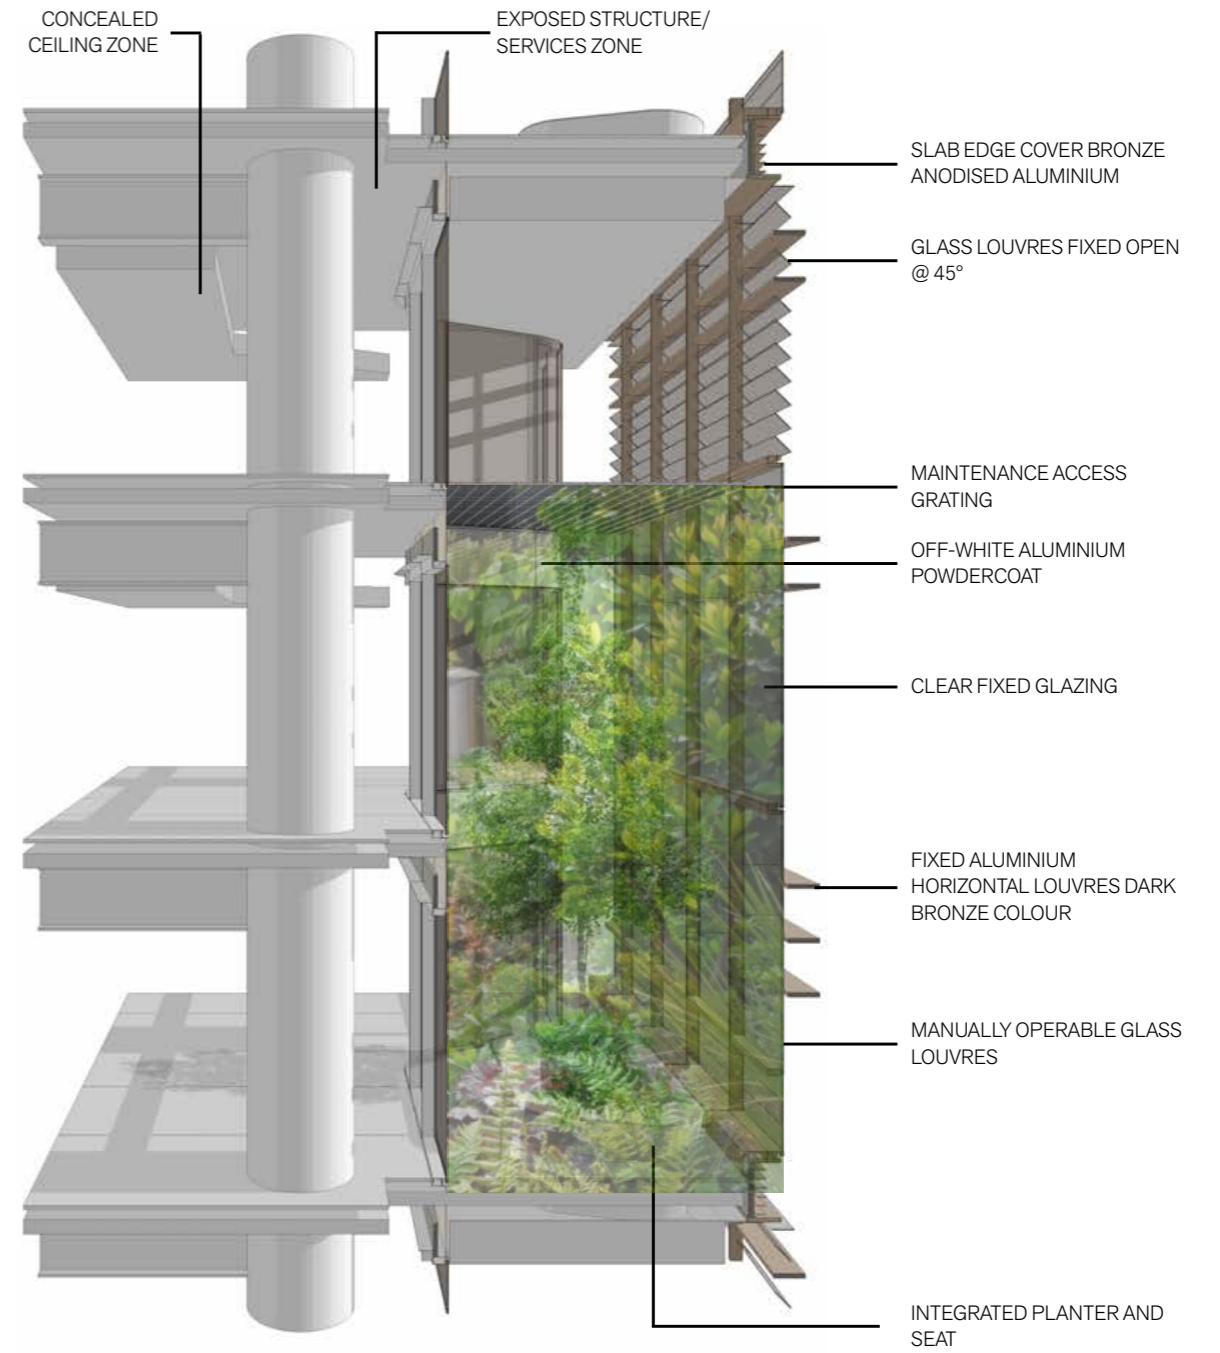 CONCEALED
CEILING ZONE
EXPOSED STRUCTURE/
SERVICES ZONE
SLAB EDGE COVER BRONZE
ANODISED ALUMINIUM
GLASS LOUVRES FIXED OPEN
@ 45°
MAINTENANCE ACCESS
GRATING
OFF-WHITE ALUMINIUM
POWDERCOAT
CLEAR FIXED GLAZING
FIXED ALUMINIUM
HORIZONTAL LOUVRES DARK
BRONZE COLOUR
MANUALLY OPERABLE GLASS
LOUVRES
INTEGRATED PLANTER AND
SEAT